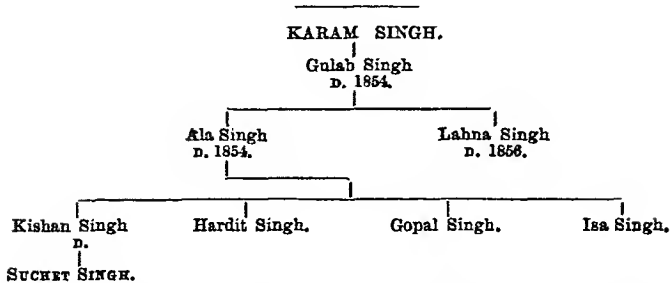 KARAM SINGH.
Gulab Singh
D. 1854.
Ala Singh Lahna Singh
D. 1854. D. 1856.
Kishan Singh Hardit Singh. Gopal Singh. Isa Singh.
D.
SUCHET SINGH.